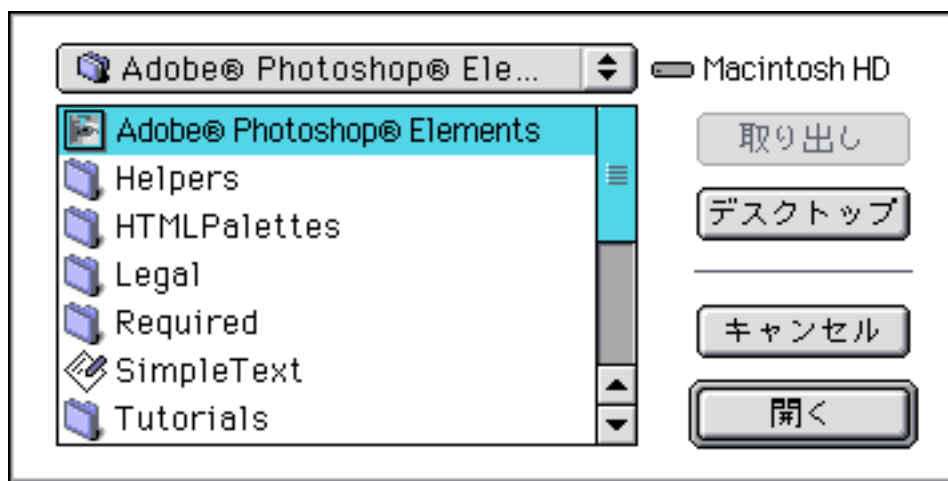 Adobe® Photoshop® Ele...
Macintosh HD
Adobe® Photoshop® Elements
Helpers
HTMLPalettes
Legal
Required
SimpleText
Tutorials
取り出し
デスクトップ
キャンセル
開く